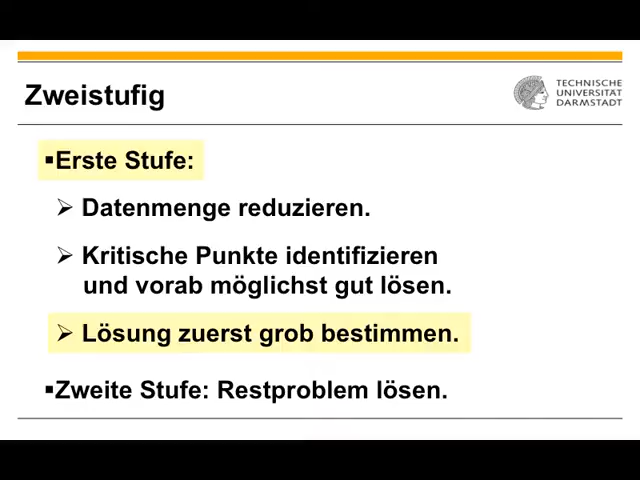 Zweistufig
TECHNISCHE
UNIVERSITÄT
DARMSTADT
▪Erste Stufe:
➢ Datenmenge reduzieren.
➢ Kritische Punkte identifizieren
und vorab möglichst gut lösen.
➢ Lösung zuerst grob bestimmen.
▪Zweite Stufe: Restproblem lösen.